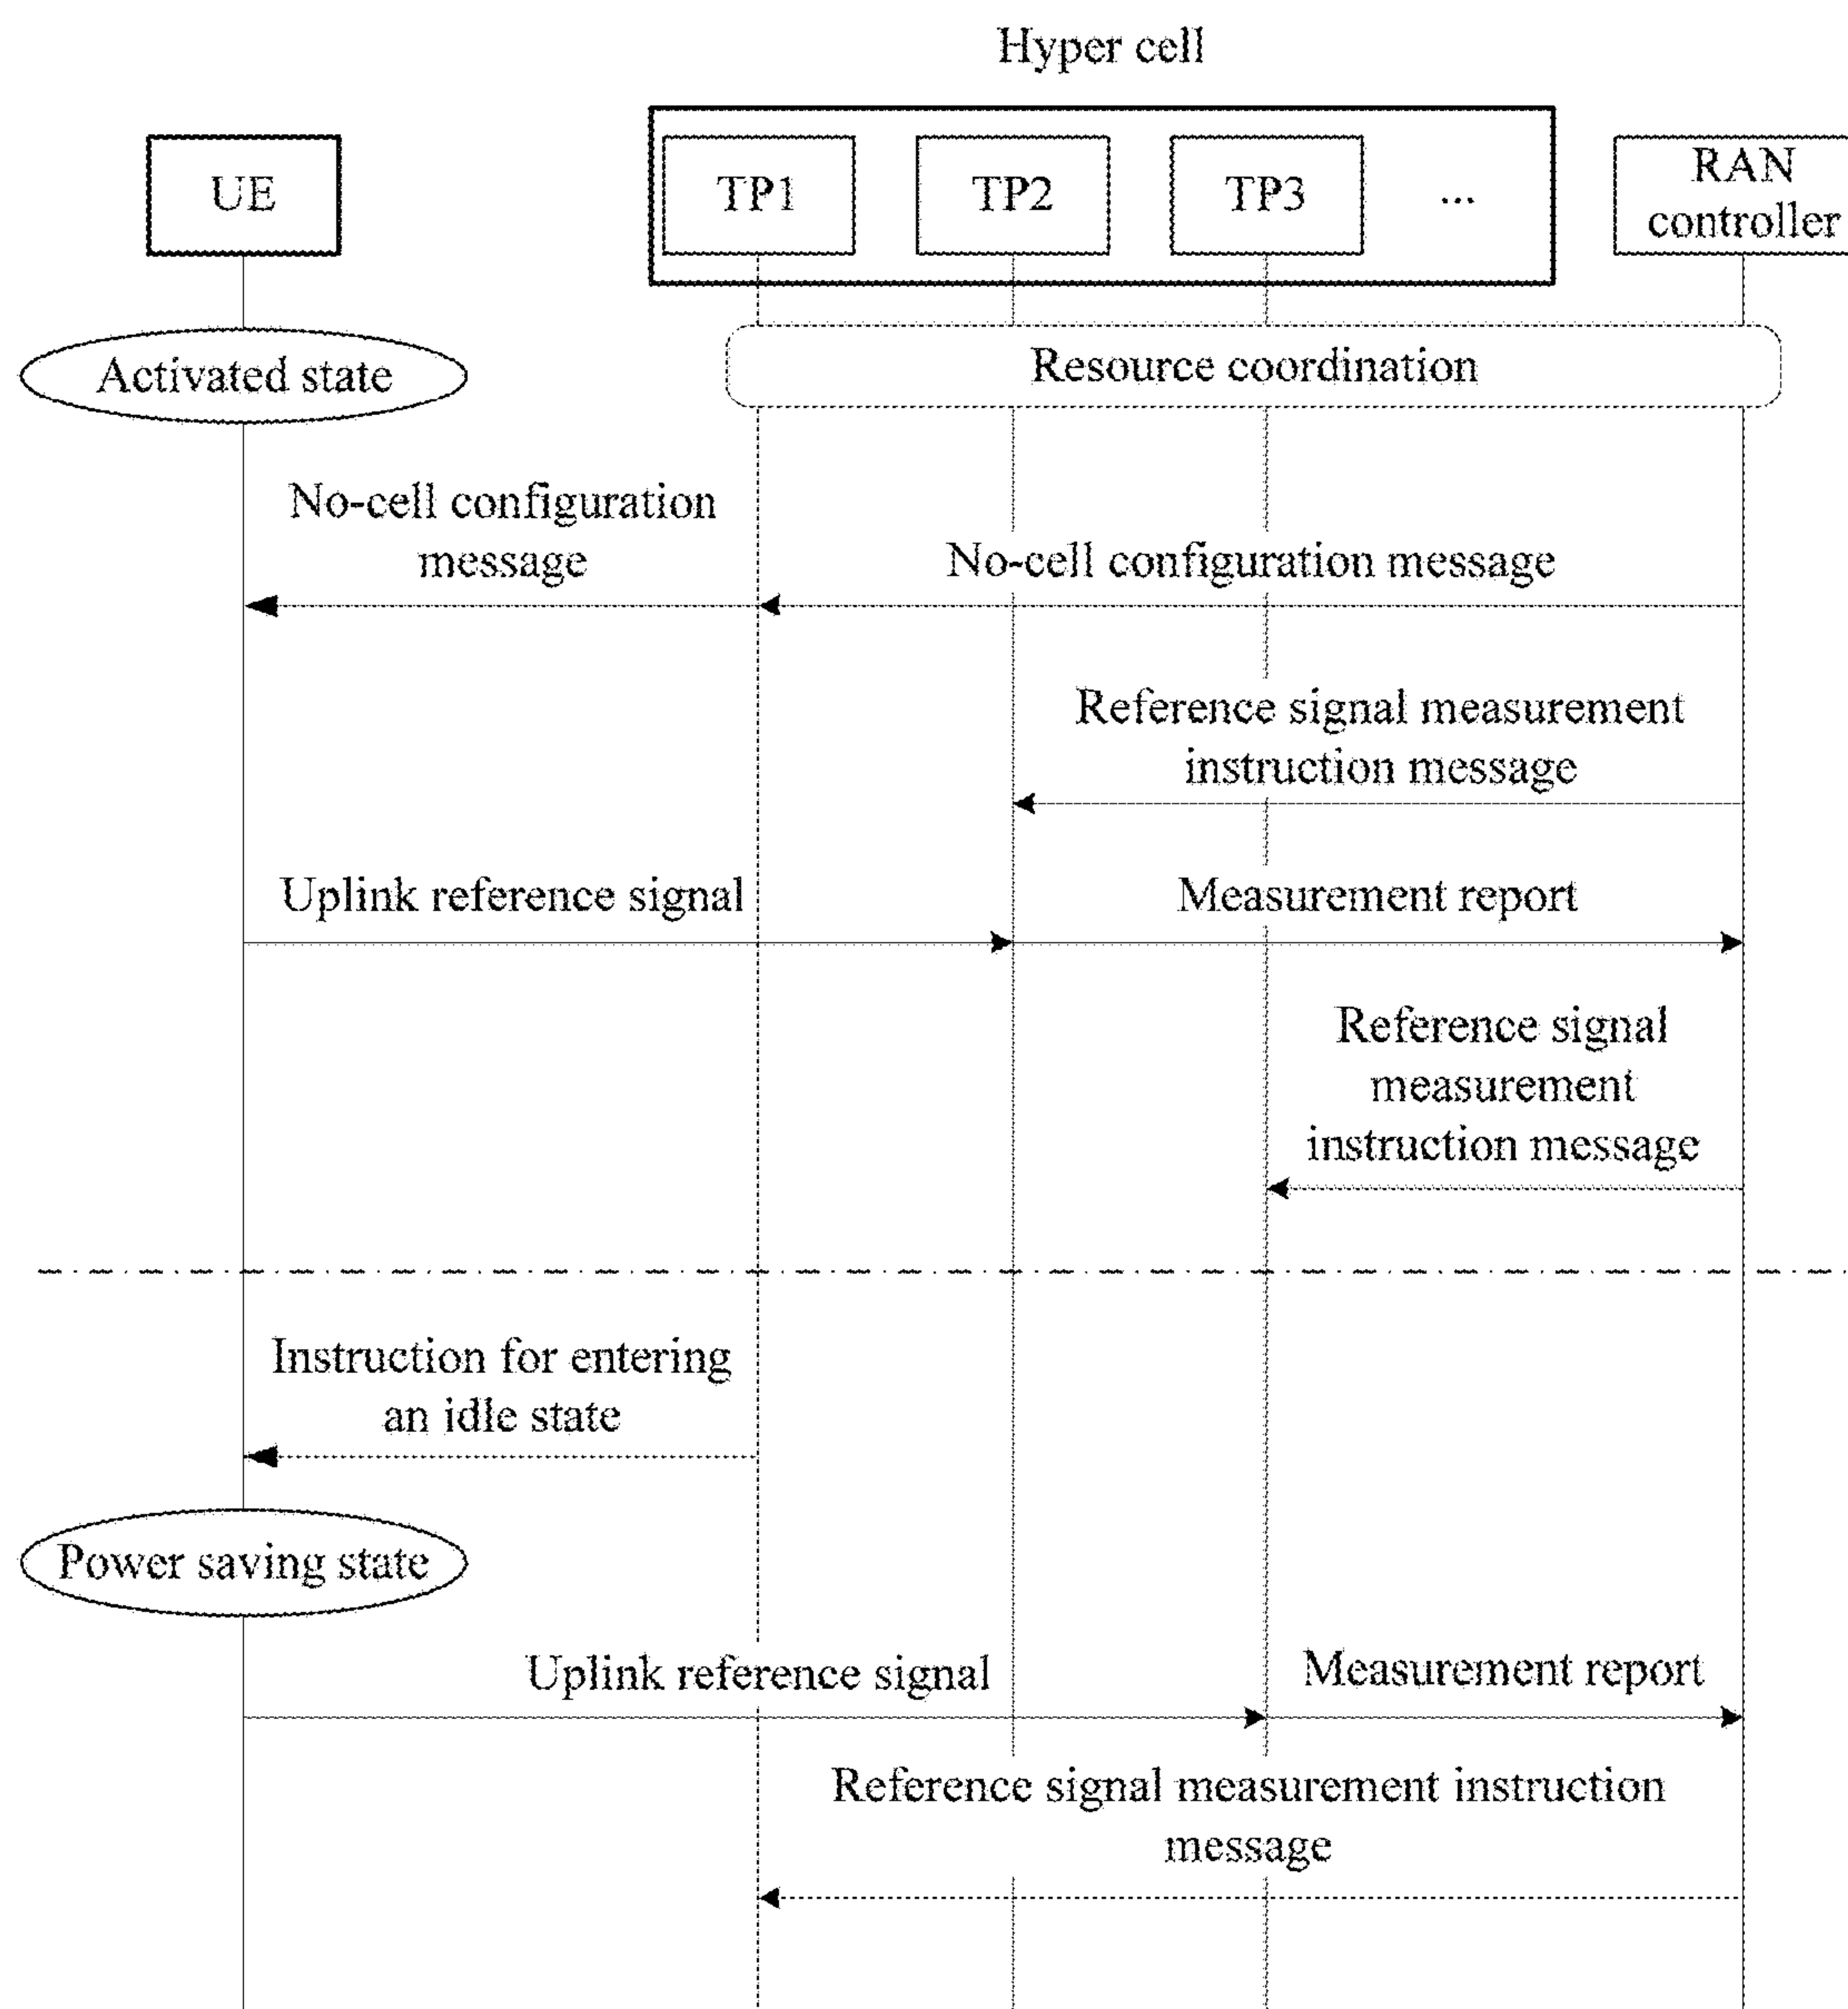 Hyper cell
UE
TP1
TP2
TP3
...
RAN
controller
Activated state
Resource coordination
No-cell configuration
message
No-cell configuration message
Reference signal measurement
instruction message
Uplink reference signal
Measurement report
Reference signal
measurement
instruction message
Instruction for entering
an idle state
Power saving state
Uplink reference signal
Measurement report
Reference signal measurement instruction
message